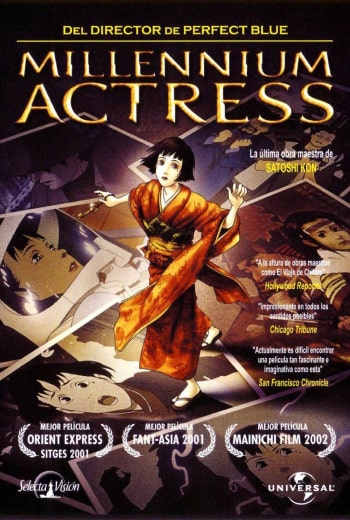 DEL DIRECTOR DE PERFECT BLUE
MILLENNIUM
ACTRESS
La última obra maestra de
SATOSHI KON
"A la altura de obras maestras
como El Viaje de Chihiro"
Hollywood Reporter
"Impresionante en todos los
sentidos posibles"
Chicago Tribune
"Actualmente es difícil encontrar
una película tan fascinante e
imaginativa como esta"
San Francisco Chronicle
MEJOR PELÍCULA
ORIENT EXPRESS
SITGES 2001
MEJOR PELÍCULA
FANT-ASIA 2001
MEJOR PELÍCULA
MAINICHI FILM 2002
Selecta Visión
UNIVERSAL